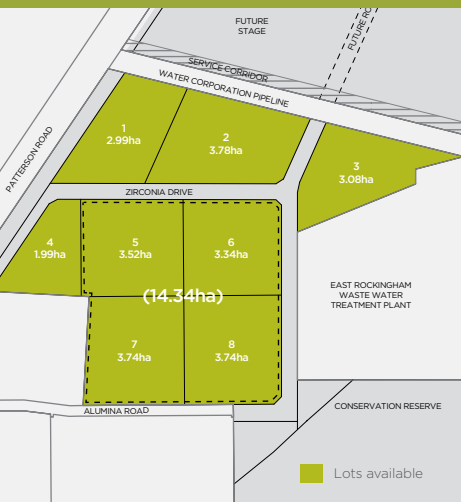 FUTURE
STAGE
FUTURE RO
SERVICE CORRIDOR
WATER CORPORATION PIPELINE
PATTERSON ROAD
1
2.99ha
2
3.78ha
3
3.08ha
ZIRCONIA DRIVE
4
1.99ha
5
3.52ha
6
3.34ha
(14.34ha)
7
3.74ha
8
3.74ha
EAST ROCKINGHAM
WASTE WATER
TREATMENT PLANT
ALUMINA ROAD
CONSERVATION RESERVE
Lots available